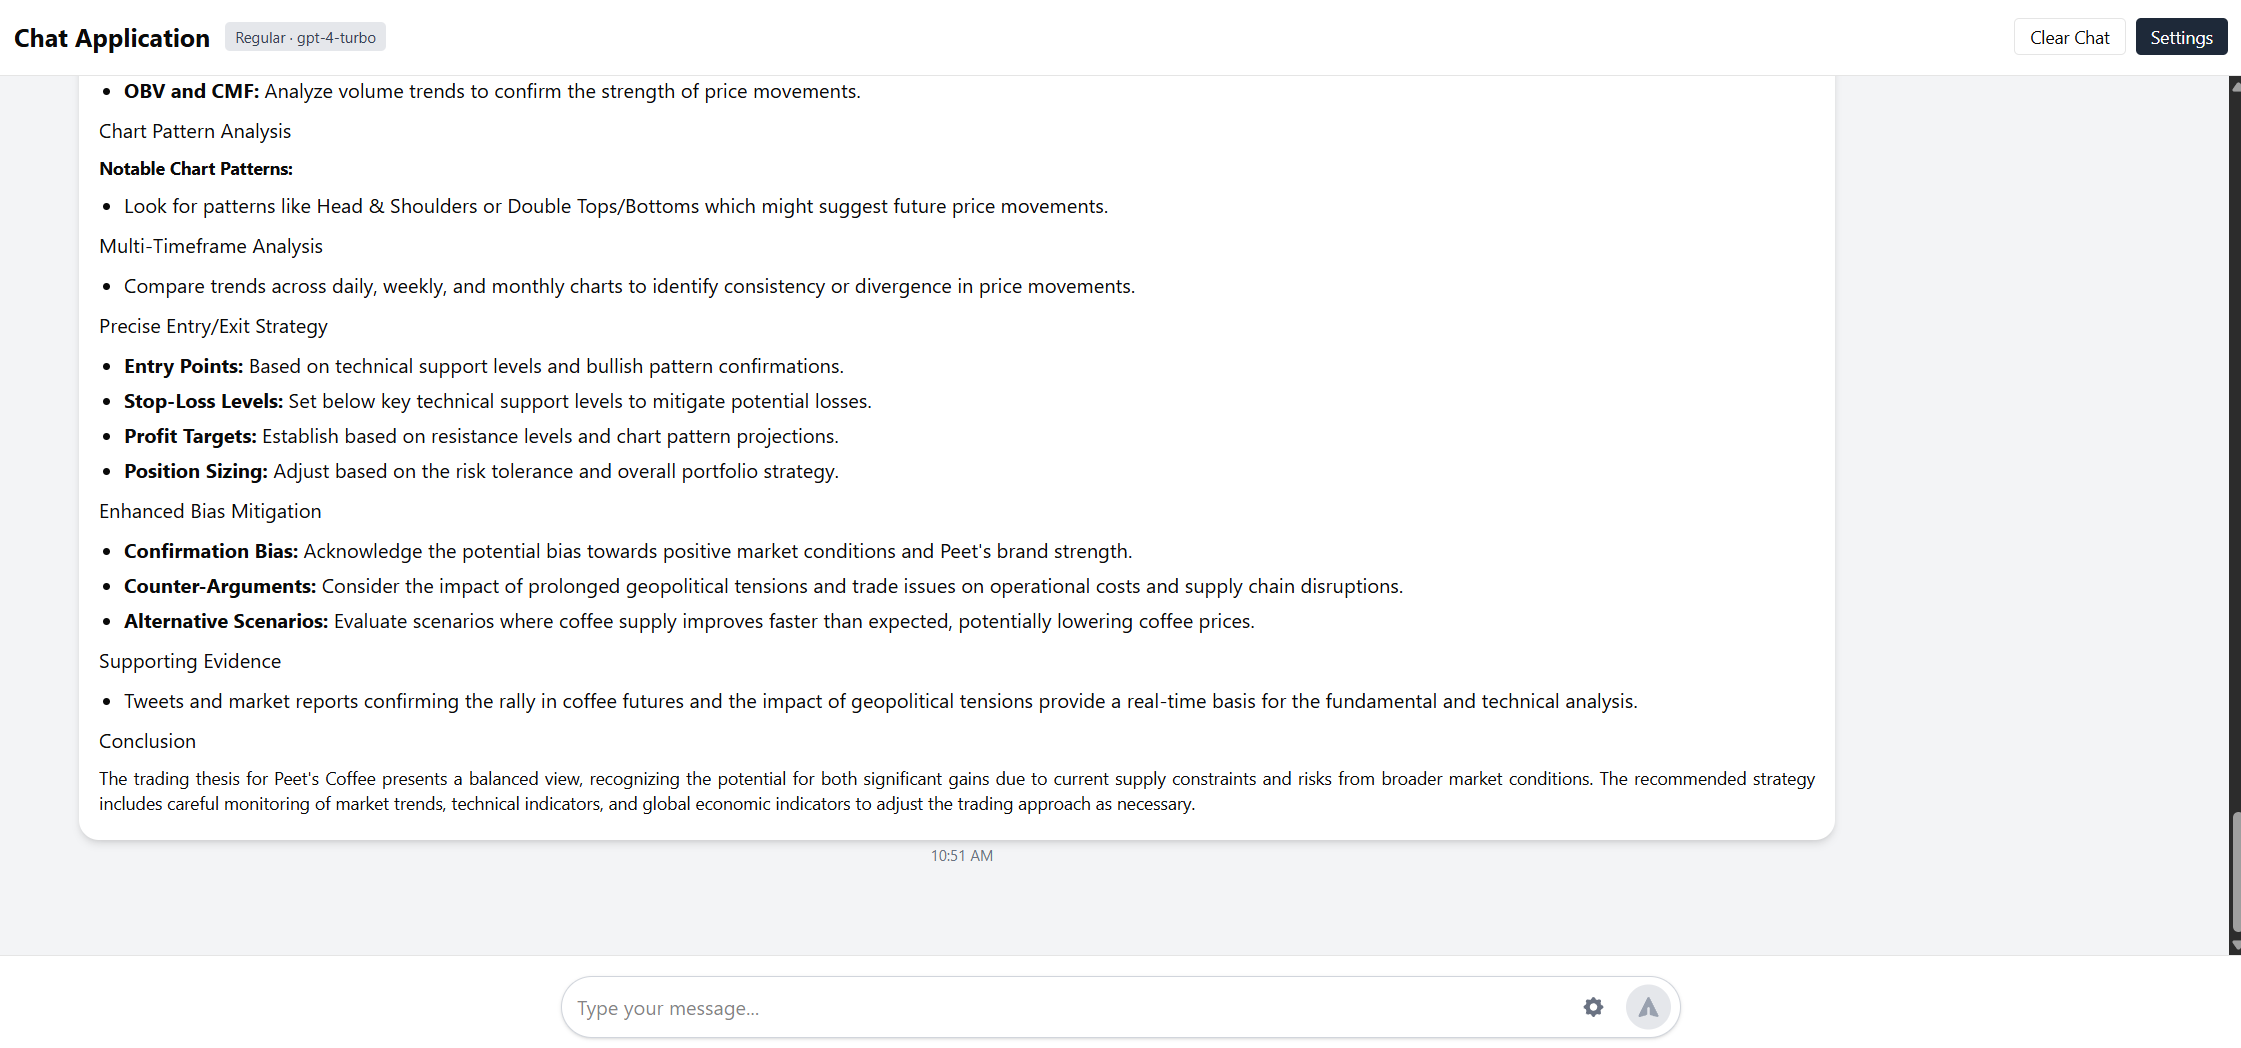 Chat Application
Regular · gpt-4-turbo
Clear Chat
Settings
• OBV and CMF: Analyze volume trends to confirm the strength of price movements.
Chart Pattern Analysis
Notable Chart Patterns:
• Look for patterns like Head & Shoulders or Double Tops/Bottoms which might suggest future price movements.
Multi-Timeframe Analysis
• Compare trends across daily, weekly, and monthly charts to identify consistency or divergence in price movements.
Precise Entry/Exit Strategy
• Entry Points: Based on technical support levels and bullish pattern confirmations.
• Stop-Loss Levels: Set below key technical support levels to mitigate potential losses.
• Profit Targets: Establish based on resistance levels and chart pattern projections.
• Position Sizing: Adjust based on the risk tolerance and overall portfolio strategy.
Enhanced Bias Mitigation
• Confirmation Bias: Acknowledge the potential bias towards positive market conditions and Peet's brand strength.
• Counter-Arguments: Consider the impact of prolonged geopolitical tensions and trade issues on operational costs and supply chain disruptions.
• Alternative Scenarios: Evaluate scenarios where coffee supply improves faster than expected, potentially lowering coffee prices.
Supporting Evidence
• Tweets and market reports confirming the rally in coffee futures and the impact of geopolitical tensions provide a real-time basis for the fundamental and technical analysis.
Conclusion
The trading thesis for Peet's Coffee presents a balanced view, recognizing the potential for both significant gains due to current supply constraints and risks from broader market conditions. The recommended strategy
includes careful monitoring of market trends, technical indicators, and global economic indicators to adjust the trading approach as necessary.
10:51 AM
Type your message...